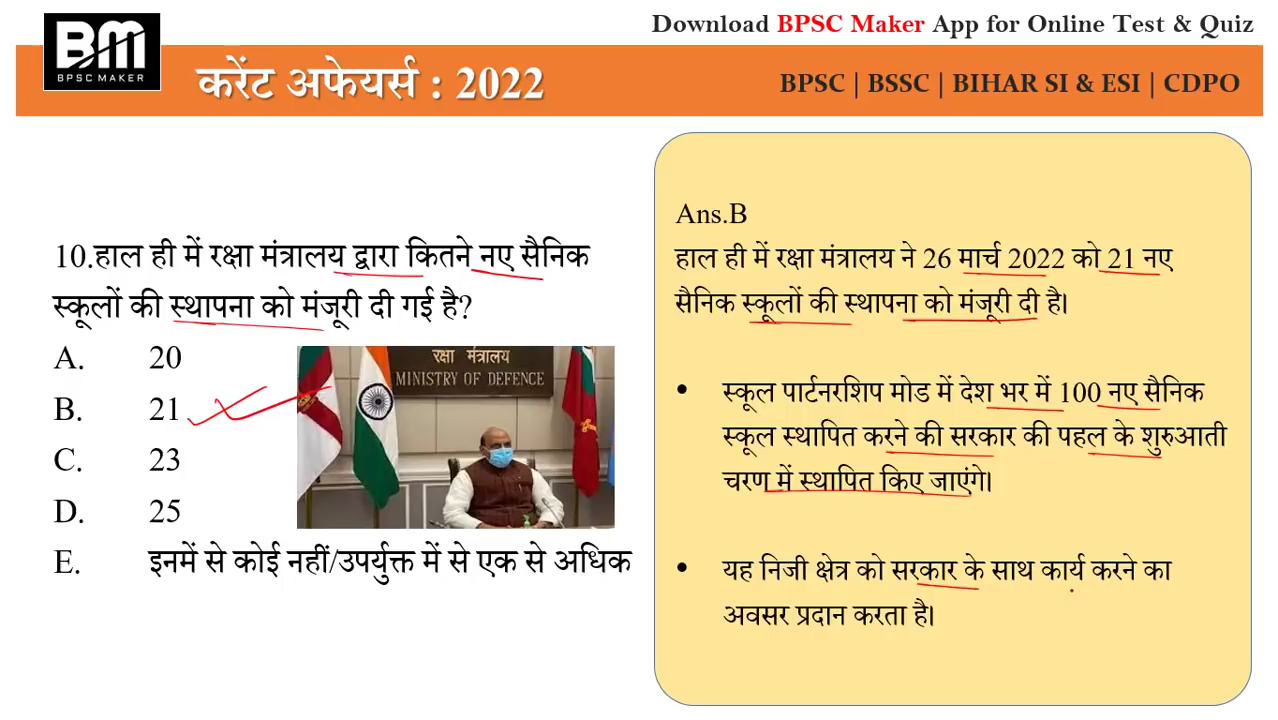 Download BPSC Maker App for Online Test & Quiz
BM
BPSC MAKER
करेंट अफेयर्स : 2022
BPSC | BSSC | BIHAR SI & ESI | CDPO
10.हाल ही में रक्षा मंत्रालय द्वारा कितने नए सैनिक
स्कूलों की स्थापना को मंजूरी दी गई है?
A. 20
B. 21
C. 23
D. 25
E. इनमें से कोई नहीं/उपर्युक्त में से एक से अधिक
रक्षा मंत्रालय
MINISTRY OF DEFENCE
Ans.B
हाल ही में रक्षा मंत्रालय ने 26 मार्च 2022 को 21 नए
सैनिक स्कूलों की स्थापना को मंजूरी दी है।
• स्कूल पार्टनरशिप मोड में देश भर में 100 नए सैनिक
स्कूल स्थापित करने की सरकार की पहल के शुरुआती
चरण में स्थापित किए जाएंगे।
• यह निजी क्षेत्र को सरकार के साथ कार्य करने का
अवसर प्रदान करता है।